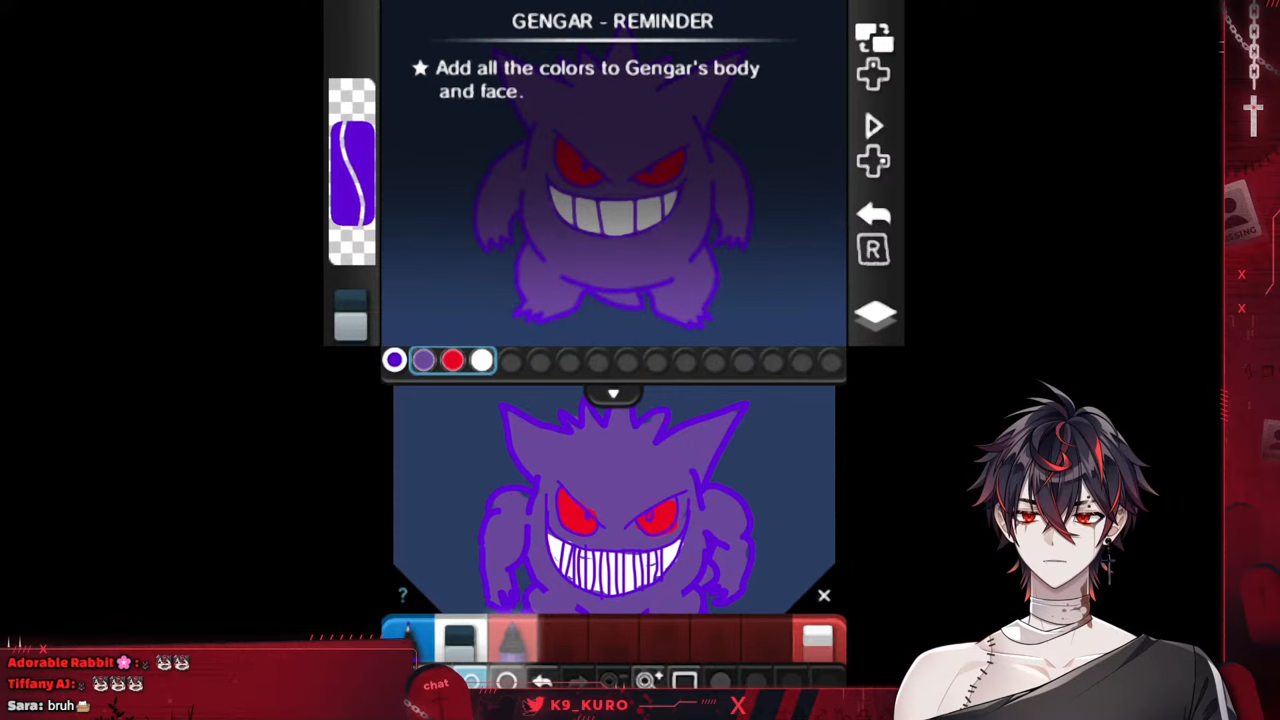 GENGAR - REMINDER
★ Add all the colors to Gengar's body
and face.
R
?
Adorable Rabbit🌸:
Tiffany AJ:
Sara: bruh
chat
K9_KURO